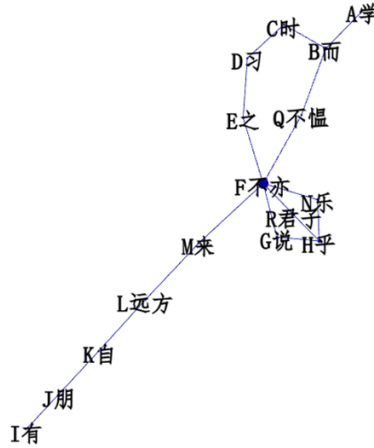 A学
C时
B而
D习
E之
Q不愠
F不亦
N乐
R君子
G说
H乎
M来
L远方
K自
J朋
I有